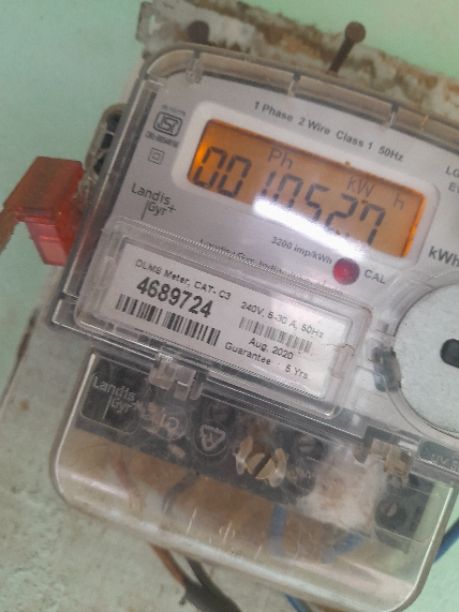 1 Phase 2 Wire Class 1 50Hz
Ph kW h
0010527
kWh
3200 imp/kWh
CAL
Landis
Gyr+
DLMS Meter, CAT- C3
4689724
240V, 5-30 A, 50Hz
Aug, 2020
Guarantee : 5 Yrs
Landis
Gyr